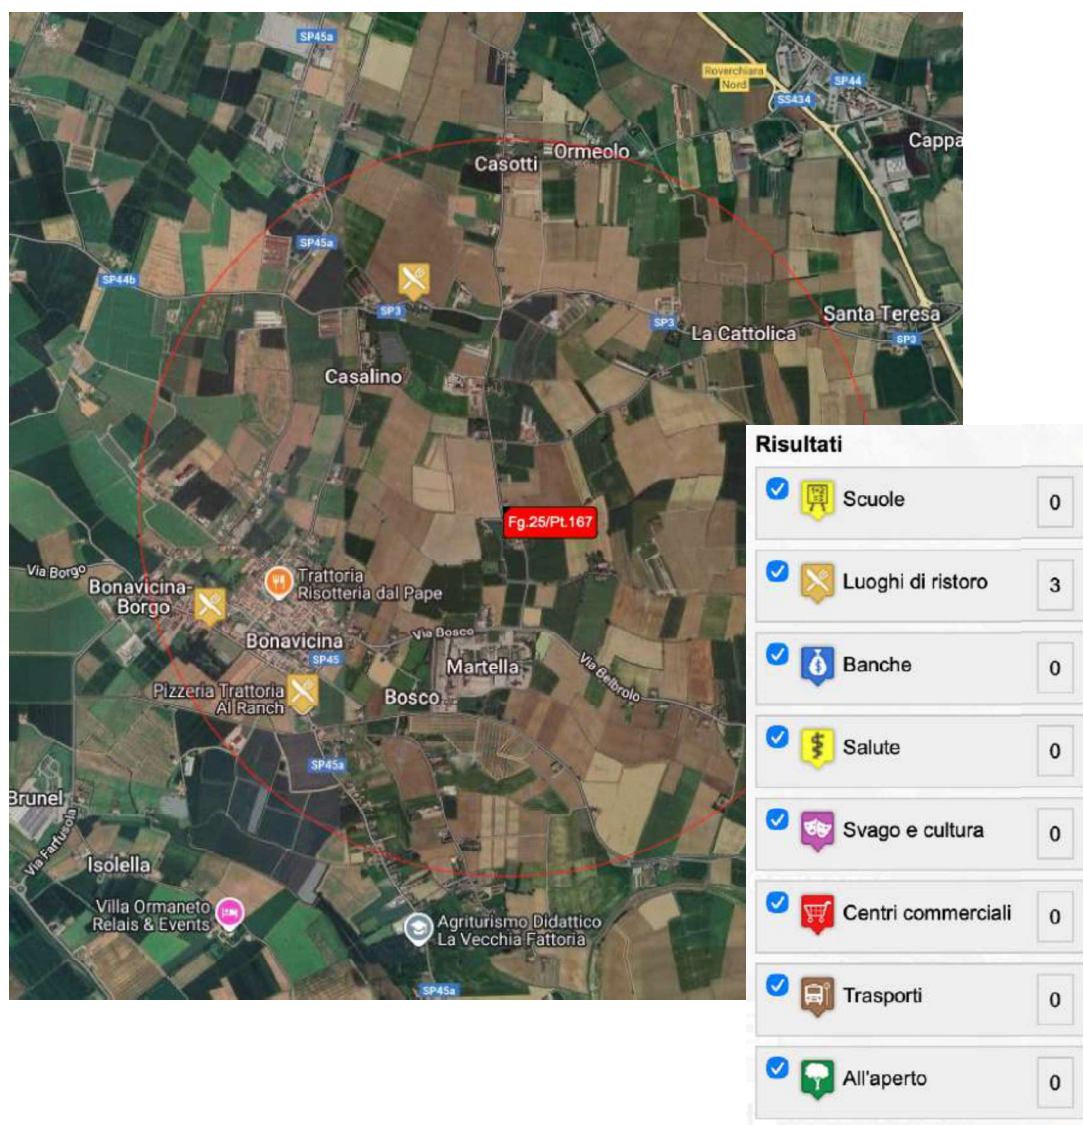 SP45a
Roverchiara
Nord
SP44
SS434
Cappa
Ormeolo
Casotti
SP45a
SP44b
SP3
SP3
Santa Teresa
La Cattolica
SP3
Casalino
Fg.25/Pt.167
Via Borgo
Trattoria
Risotteria dal Pape
Bonavicina-
Borgo
Bonavicina
Via Bosco
SP45
Martella
Via Belbrolo
Pizzeria Trattoria
Al Ranch
Bosco
SP45a
Brunel
Via Farfusola
Isolella
Villa Ormaneto
Relais & Events
Agriturismo Didattico
La Vecchia Fattoria
SP45a
Risultati
Scuole 0
Luoghi di ristoro 3
Banche 0
Salute 0
Svago e cultura 0
Centri commerciali 0
Trasporti 0
All'aperto 0